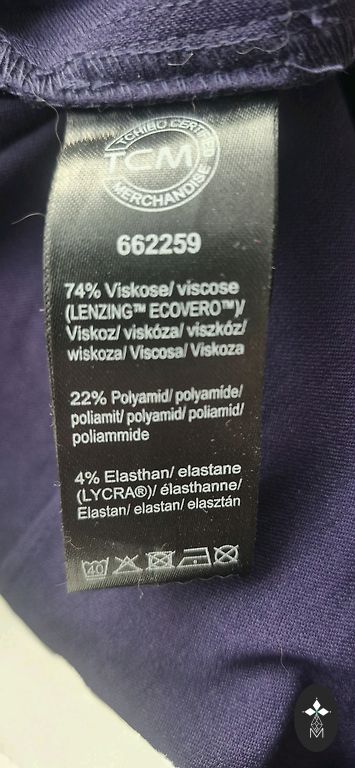 TCHIBO CERTIFIED
TCM
MERCHANDISE
662259
74% Viskose/ viscose
(LENZING™ ECOVERO™)/
Viskoz/ viskóza/ viszkóz/
wiskoza/ Viscosa/ Viskoza
22% Polyamid/ polyamide/
poliamit/ polyamid/ poliamid/
poliammide
4% Elasthan/ elastane
(LYCRA®)/ élasthanne/
Elastan/ elastan/ elasztán
40
M